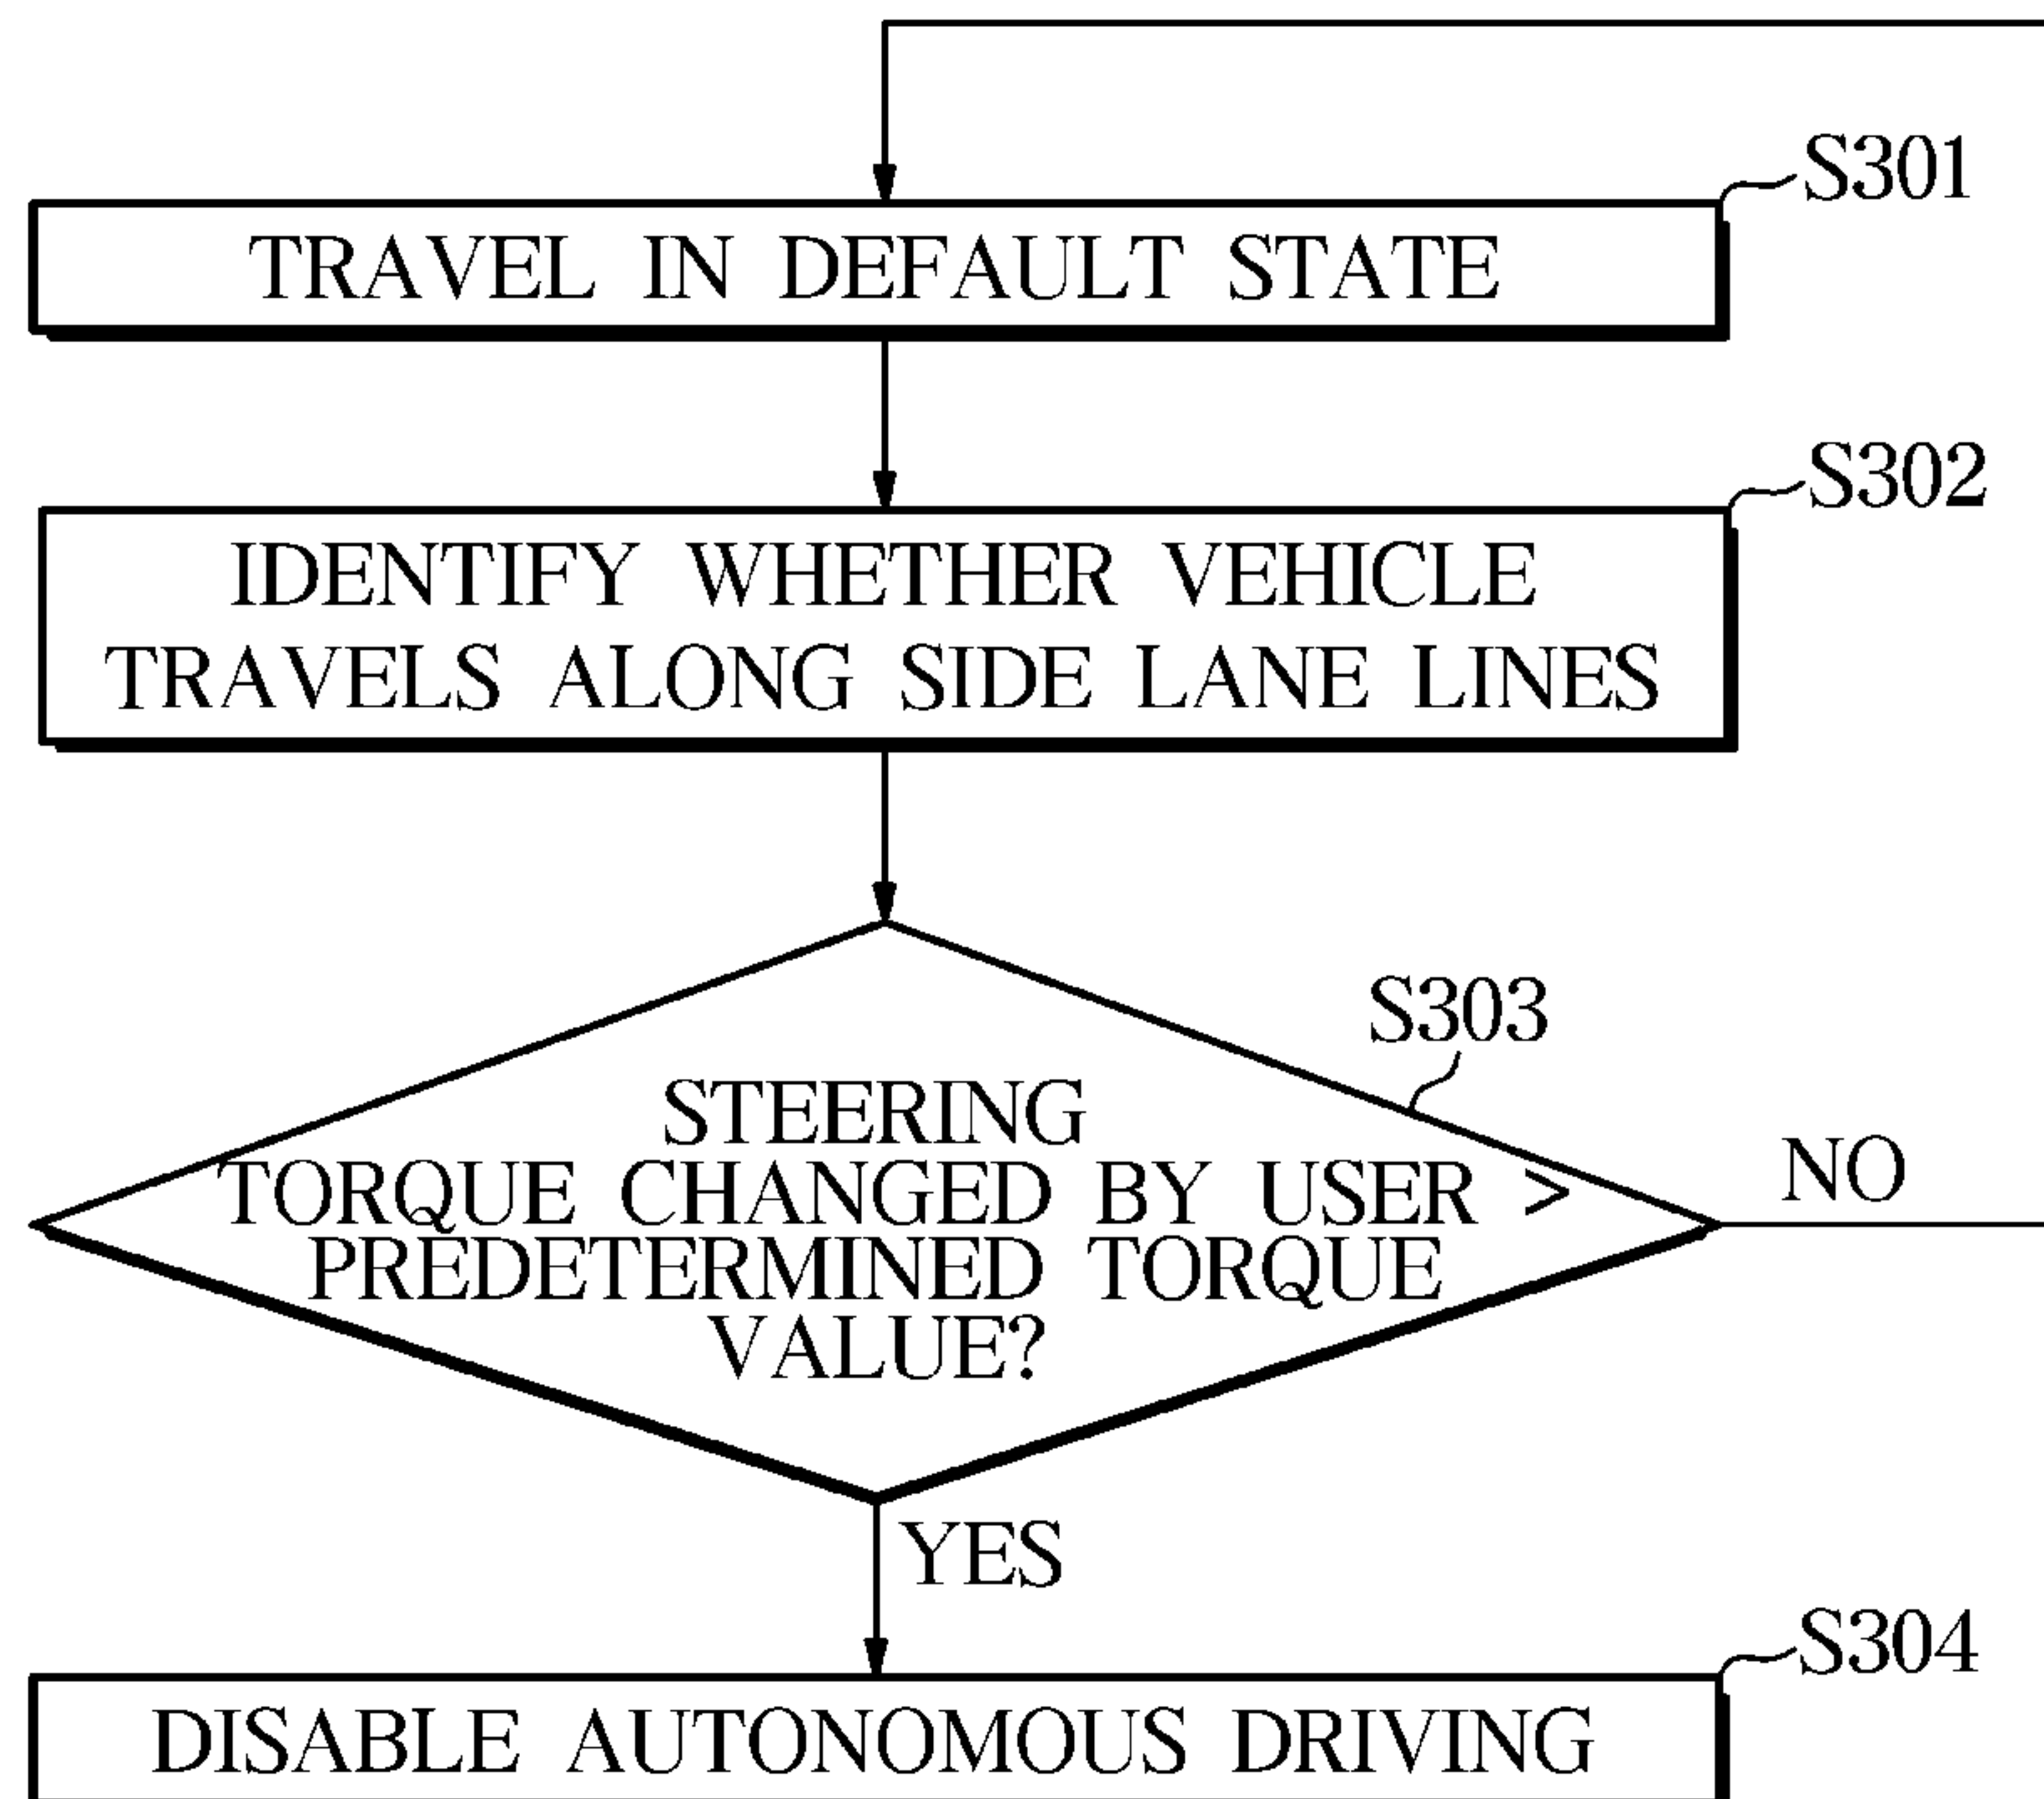 S301
TRAVEL IN DEFAULT STATE
S302
IDENTIFY WHETHER VEHICLE
TRAVELS ALONG SIDE LANE LINES
S303
STEERING
TORQUE CHANGED BY USER >
PREDETERMINED TORQUE
VALUE?
NO
YES
S304
DISABLE AUTONOMOUS DRIVING